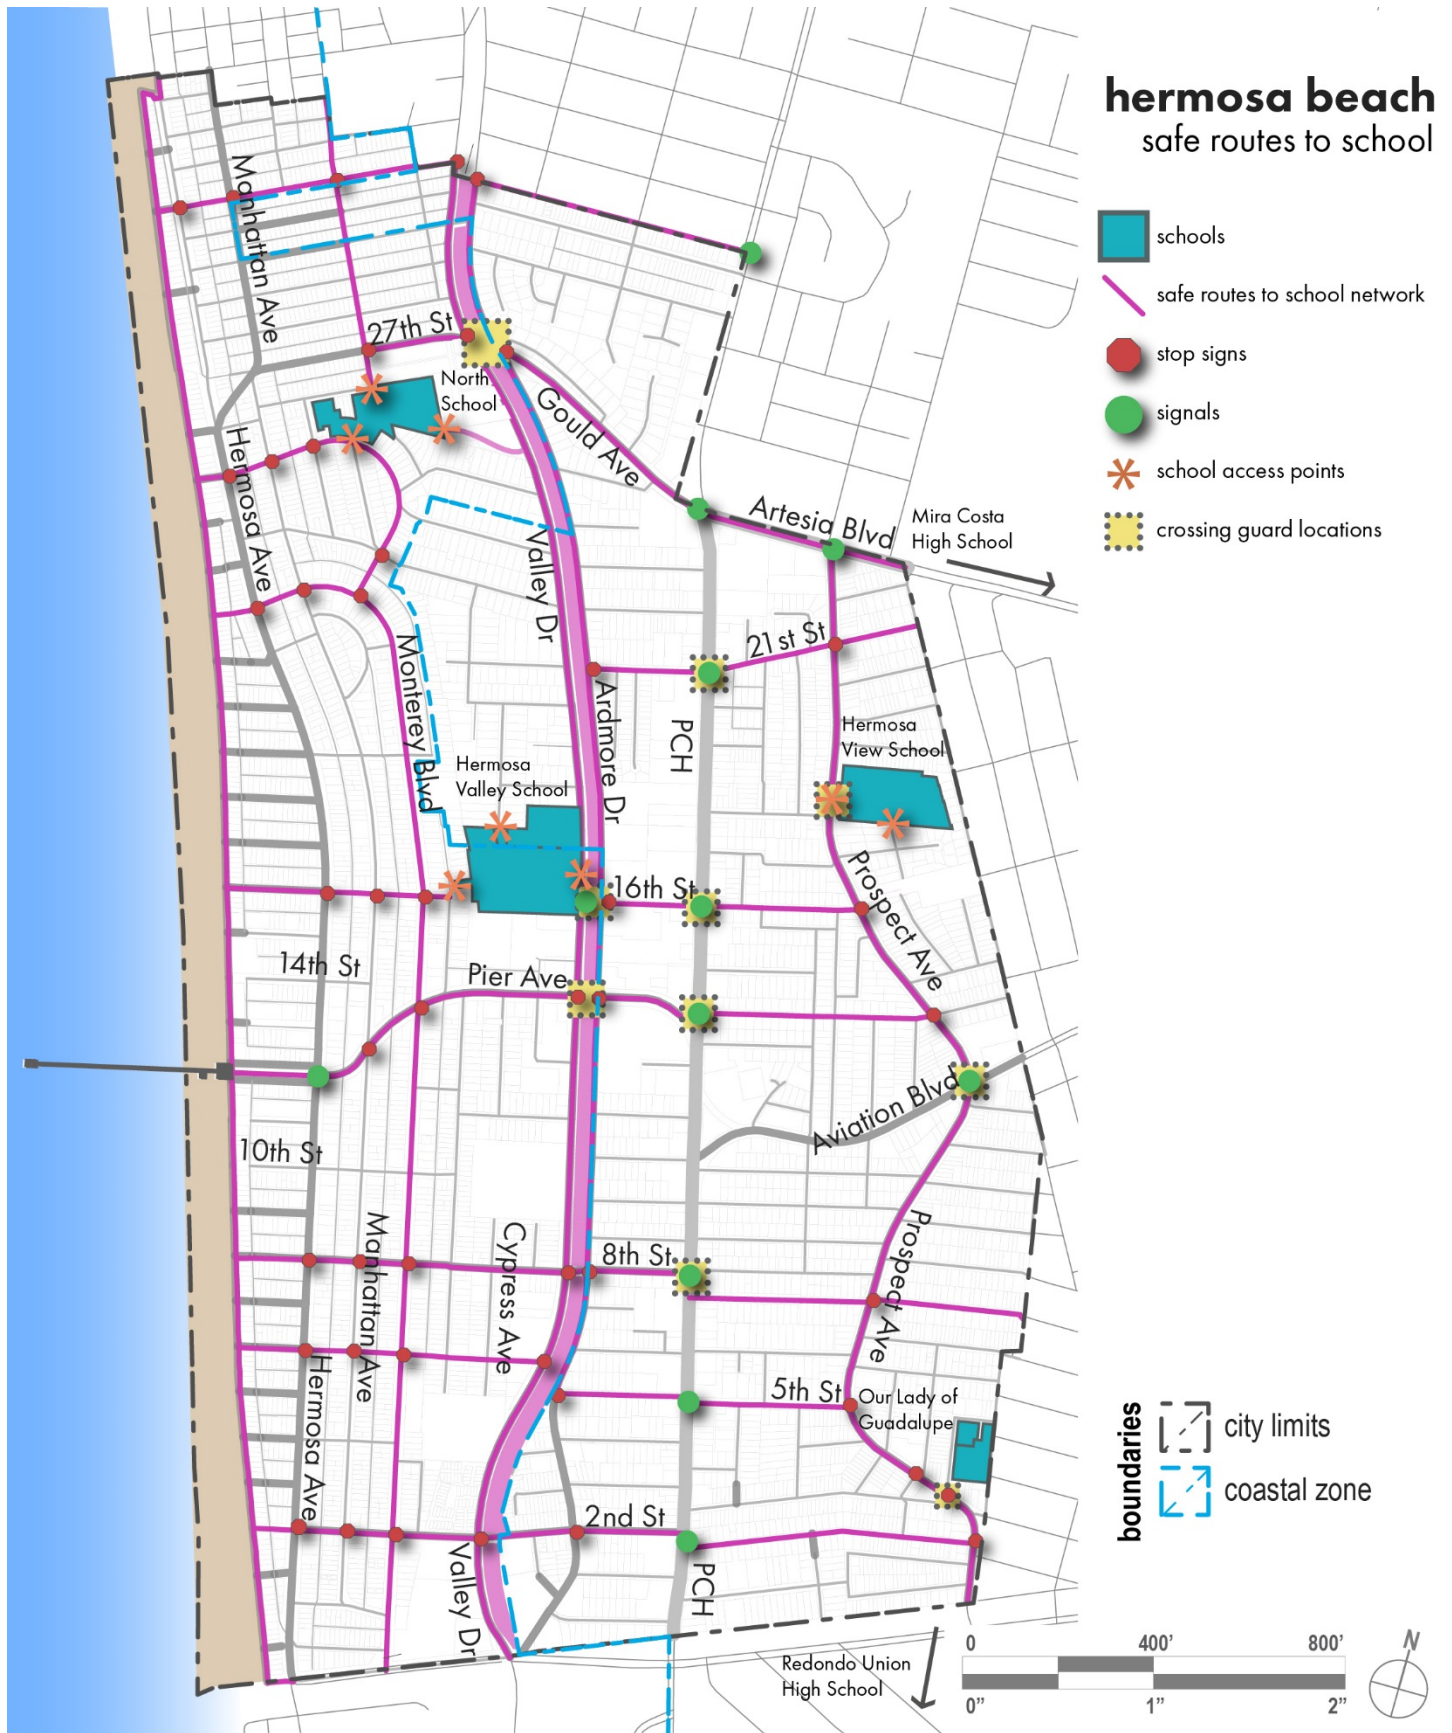 hermosa beach
safe routes to school
schools
safe routes to school network
stop signs
signals
school access points
crossing guard locations
Manhattan Ave
27th St
North
School
Gould Ave
Hermosa Ave
Artesia Blvd
Mira Costa
High School
Valley Dr
21st St
Monterey Blvd
Ardmore Dr
PCH
Hermosa
View School
Hermosa
Valley School
16th St
Prospect Ave
14th St
Pier Ave
Aviation Blvd
10th St
Manhattan Ave
Cypress Ave
8th St
Prospect Ave
Hermosa Ave
5th St
Our Lady of
Guadalupe
2nd St
Valley Dr
PCH
Redondo Union
High School
boundaries
city limits
coastal zone
0 400' 800'
0" 1" 2"
N